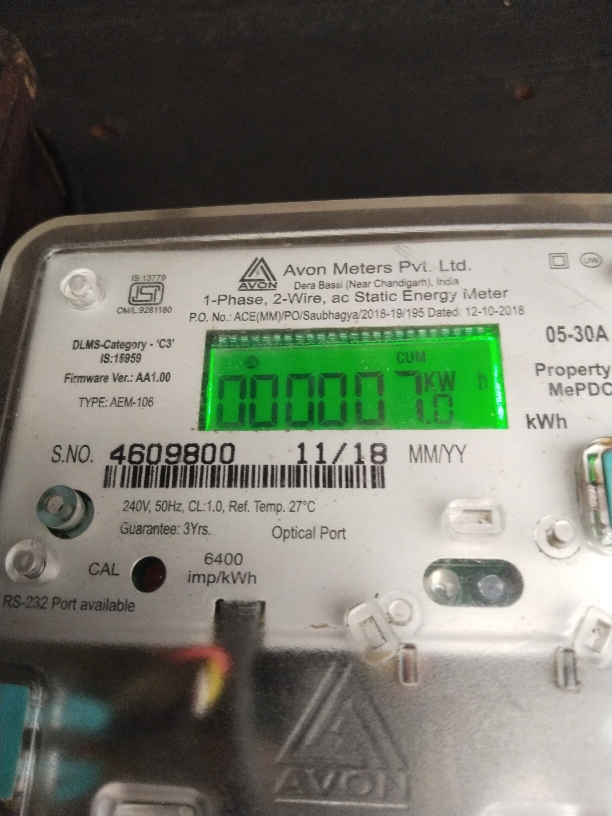 IS:13779
ISI
CM/L:9281180
AVON
Avon Meters Pvt. Ltd.
Dera Bassi (Near Chandigarh), India
1-Phase, 2-Wire, ac Static Energy Meter
P.O. No.: ACE(MM)/PO/Saubhagya/2018-19/195 Dated: 12-10-2018
UW
DLMS-Category - 'C3'
IS:15959
Firmware Ver.: AA1.00
TYPE: AEM-106
CUM
000007 KW h
05-30A
Property
MePDC
kWh
S.NO. 4609800 11/18 MM/YY
240V, 50Hz, CL:1.0, Ref. Temp. 27°C
Guarantee: 3Yrs. Optical Port
CAL
6400
imp/kWh
RS-232 Port available
AVON